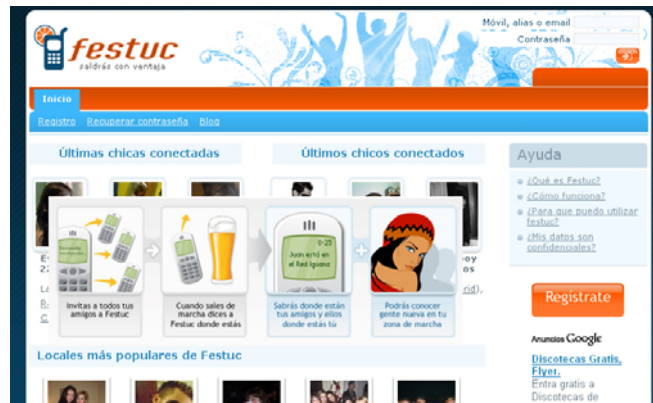 festuc
saldrás con ventaja
Móvil, alias o email
Contraseña
Inicio
Registro Recuperar contraseña Blog
Últimas chicas conectadas
Últimos chicos conectados
Ayuda
¿Qué es Festuc?
¿Cómo funciona?
¿Para que puedo utilizar
festuc?
¿Mis datos son
confidenciales?
0:23
Juan está en
el Red Iguana
Invitas a todos tus
amigos a Festuc
Cuando sales de
marcha dices a
Festuc donde estás
Sabrás donde están
tus amigos y ellos
donde estás tú
Podrás conocer
gente nueva en tu
zona de marcha
Regístrate
Anuncios Google
Discotecas Gratis,
Flyer.
Entra gratis a
Discotecas de
Locales más populares de Festuc